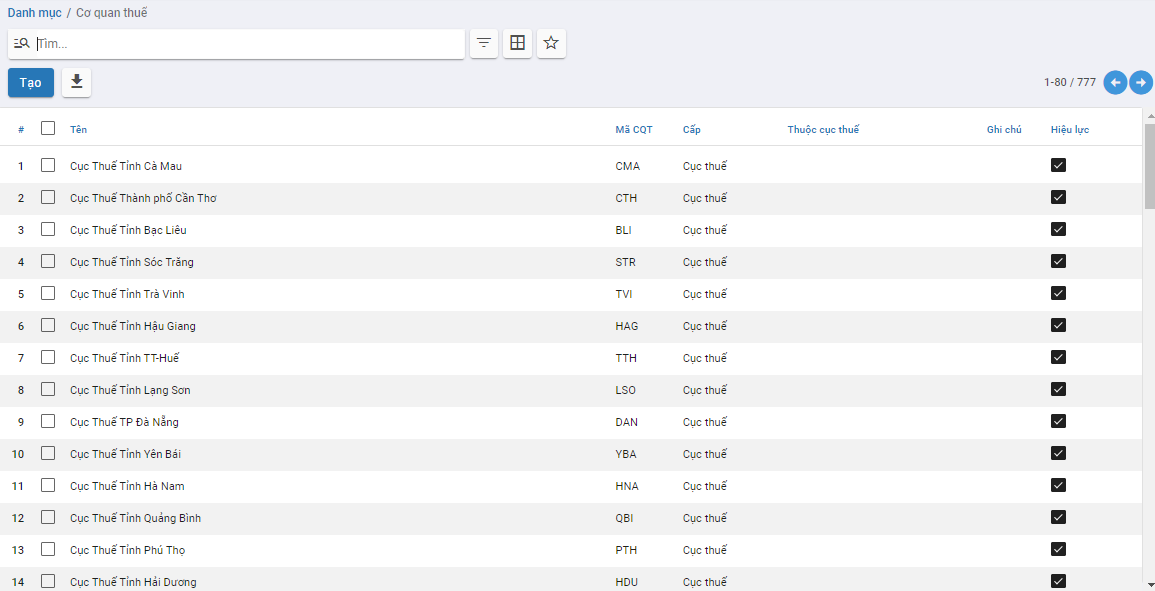 Danh mục / Cơ quan thuế
Tìm...
Tạo
1-80 / 777
# Tên Mã CQT Cấp Thuộc cục thuế Ghi chú Hiệu lực
1 Cục Thuế Tỉnh Cà Mau CMA Cục thuế
2 Cục Thuế Thành phố Cần Thơ CTH Cục thuế
3 Cục Thuế Tỉnh Bạc Liêu BLI Cục thuế
4 Cục Thuế Tỉnh Sóc Trăng STR Cục thuế
5 Cục Thuế Tỉnh Trà Vinh TVI Cục thuế
6 Cục Thuế Tỉnh Hậu Giang HAG Cục thuế
7 Cục Thuế Tỉnh TT-Huế TTH Cục thuế
8 Cục Thuế Tỉnh Lạng Sơn LSO Cục thuế
9 Cục Thuế TP Đà Nẵng DAN Cục thuế
10 Cục Thuế Tỉnh Yên Bái YBA Cục thuế
11 Cục Thuế Tỉnh Hà Nam HNA Cục thuế
12 Cục Thuế Tỉnh Quảng Bình QBI Cục thuế
13 Cục Thuế Tỉnh Phú Thọ PTH Cục thuế
14 Cục Thuế Tỉnh Hải Dương HDU Cục thuế